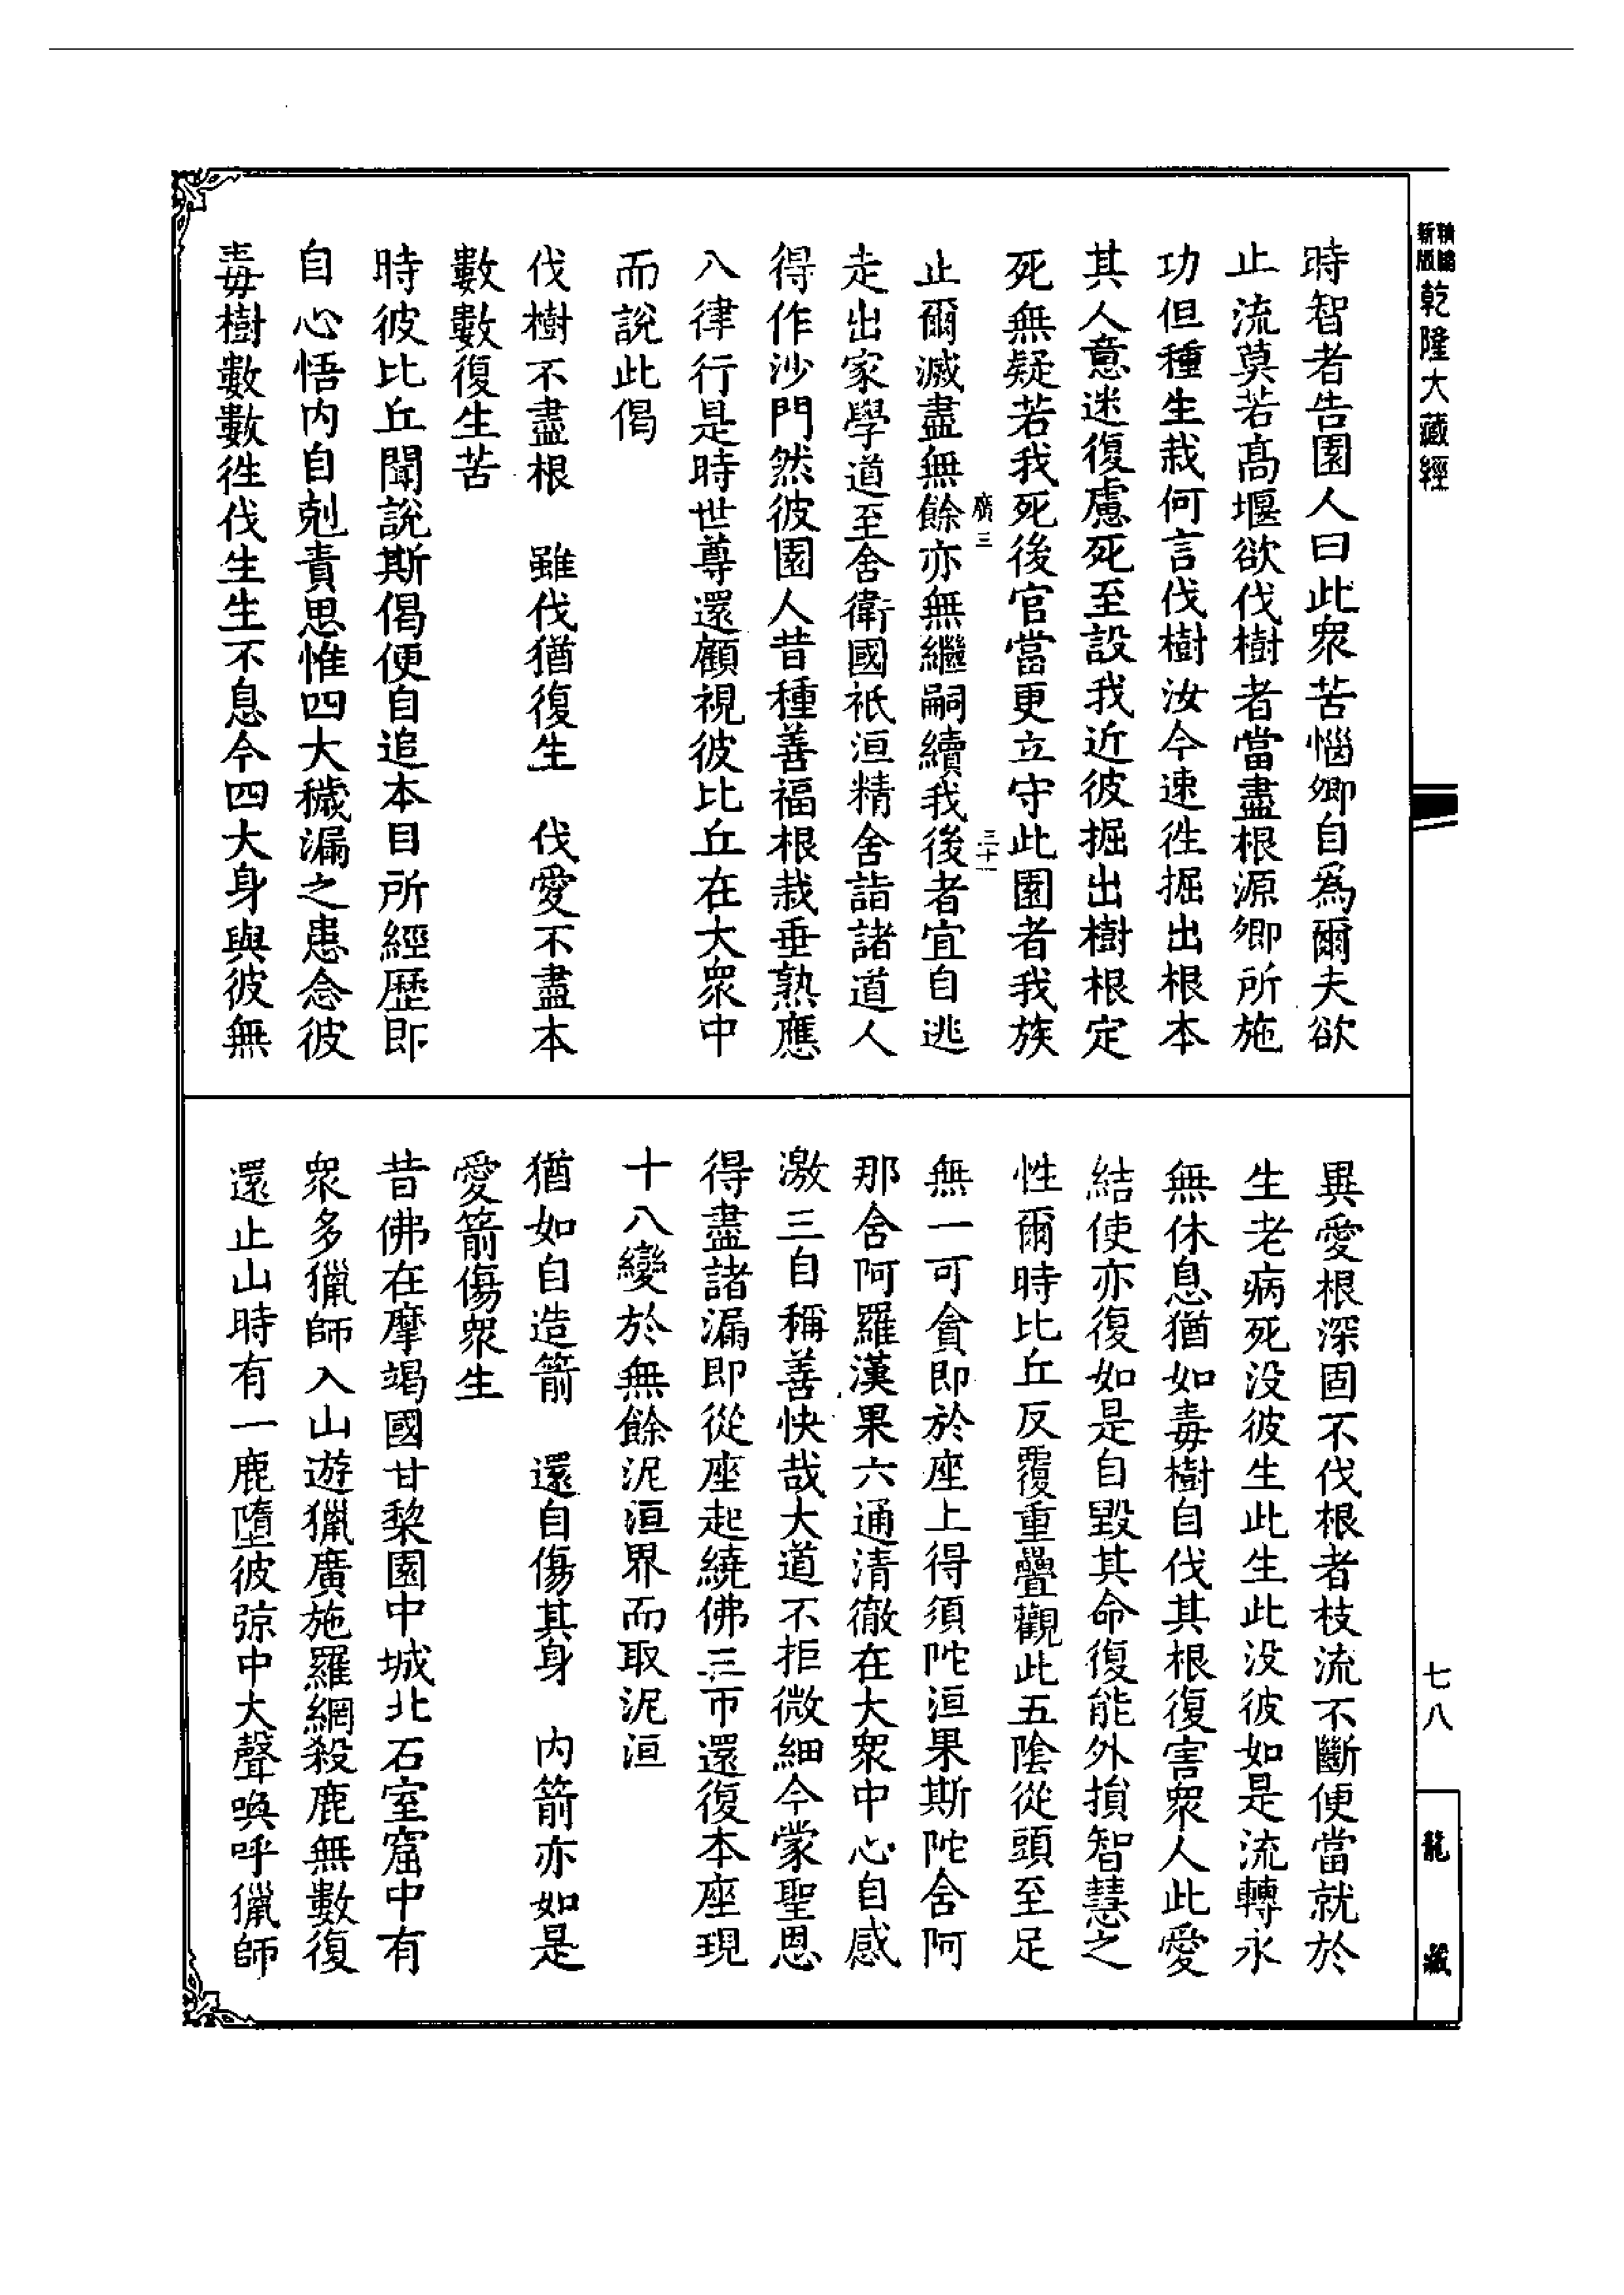 新版
乾隆大藏經
時智者告園人曰此衆苦惱卿自爲爾夫欲
止流莫若高堰欲伐樹者當盡根源卿所施
功但種生栽何言伐樹汝今速徃掘出根本
其人意迷復慮死至設我近彼掘出樹根定
死無疑若我死後官當更立守此園者我族
廣三
三十一
止爾滅盡無餘亦無繼嗣續我後者宜自逃
走出家學道至舍衛國祇洹精舍詣諸道人
得作沙門然彼園人昔種善福根栽垂熟應
八律行是時世尊還顧視彼比丘在大衆中
而說此偈
伐樹不盡根　雖伐猶復生　伐愛不盡本
數數復生苦
時彼比丘聞說斯偈便自追本目所經歷即
自心悟内自剋責思惟四大穢漏之患念彼
毒樹數數徃伐生生不息今四大身與彼無
異愛根深固不伐根者枝流不斷便當就於
生老病死没彼生此生此没彼如是流轉永
無休息猶如毒樹自伐其根復害衆人此愛
結使亦復如是自毀其命復能外損智慧之
性爾時比丘反覆重疊觀此五陰從頭至足
無一可貪即於座上得須陀洹果斯陀舍阿
那舍阿羅漢果六通清徹在大衆中心自感
激三自稱善快哉大道不拒微細今蒙聖恩
得盡諸漏即從座起繞佛三帀還復本座現
十八變於無餘泥洹界而取泥洹
猶如自造箭　還自傷其身　内箭亦如是
愛箭傷衆生
昔佛在摩竭國甘黎園中城北石室窟中有
衆多獵師入山遊獵廣施羅網殺鹿無數復
還止山時有一鹿墮彼弶中大聲喚呼獵師
七八
龍藏